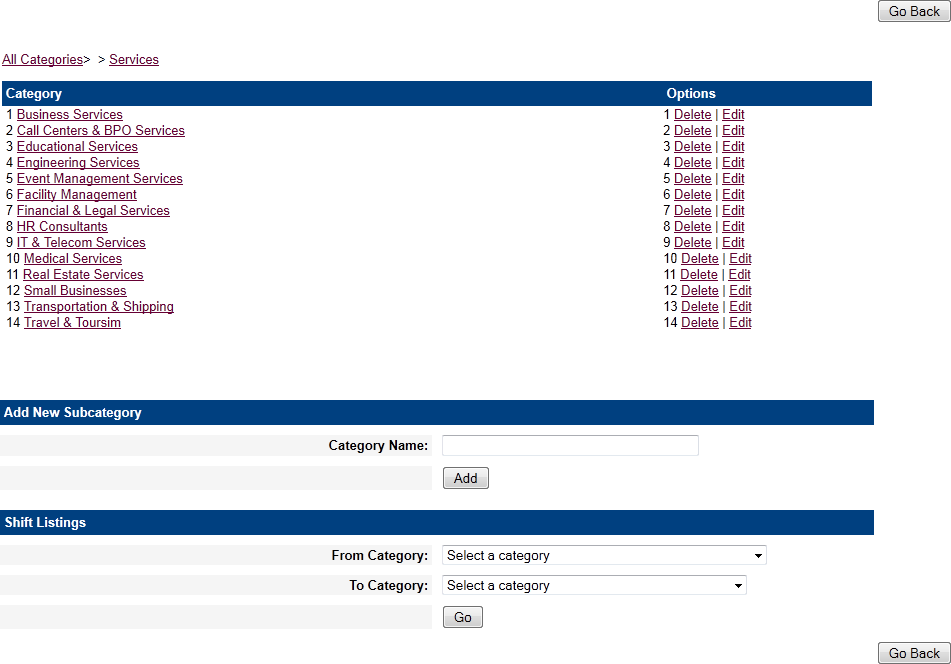 Go Back
All Categories> > Services
Category Options
1 Business Services 1 Delete | Edit
2 Call Centers & BPO Services 2 Delete | Edit
3 Educational Services 3 Delete | Edit
4 Engineering Services 4 Delete | Edit
5 Event Management Services 5 Delete | Edit
6 Facility Management 6 Delete | Edit
7 Financial & Legal Services 7 Delete | Edit
8 HR Consultants 8 Delete | Edit
9 IT & Telecom Services 9 Delete | Edit
10 Medical Services 10 Delete | Edit
11 Real Estate Services 11 Delete | Edit
12 Small Businesses 12 Delete | Edit
13 Transportation & Shipping 13 Delete | Edit
14 Travel & Toursim 14 Delete | Edit
Add New Subcategory
Category Name:
Add
Shift Listings
From Category: Select a category
To Category: Select a category
Go
Go Back